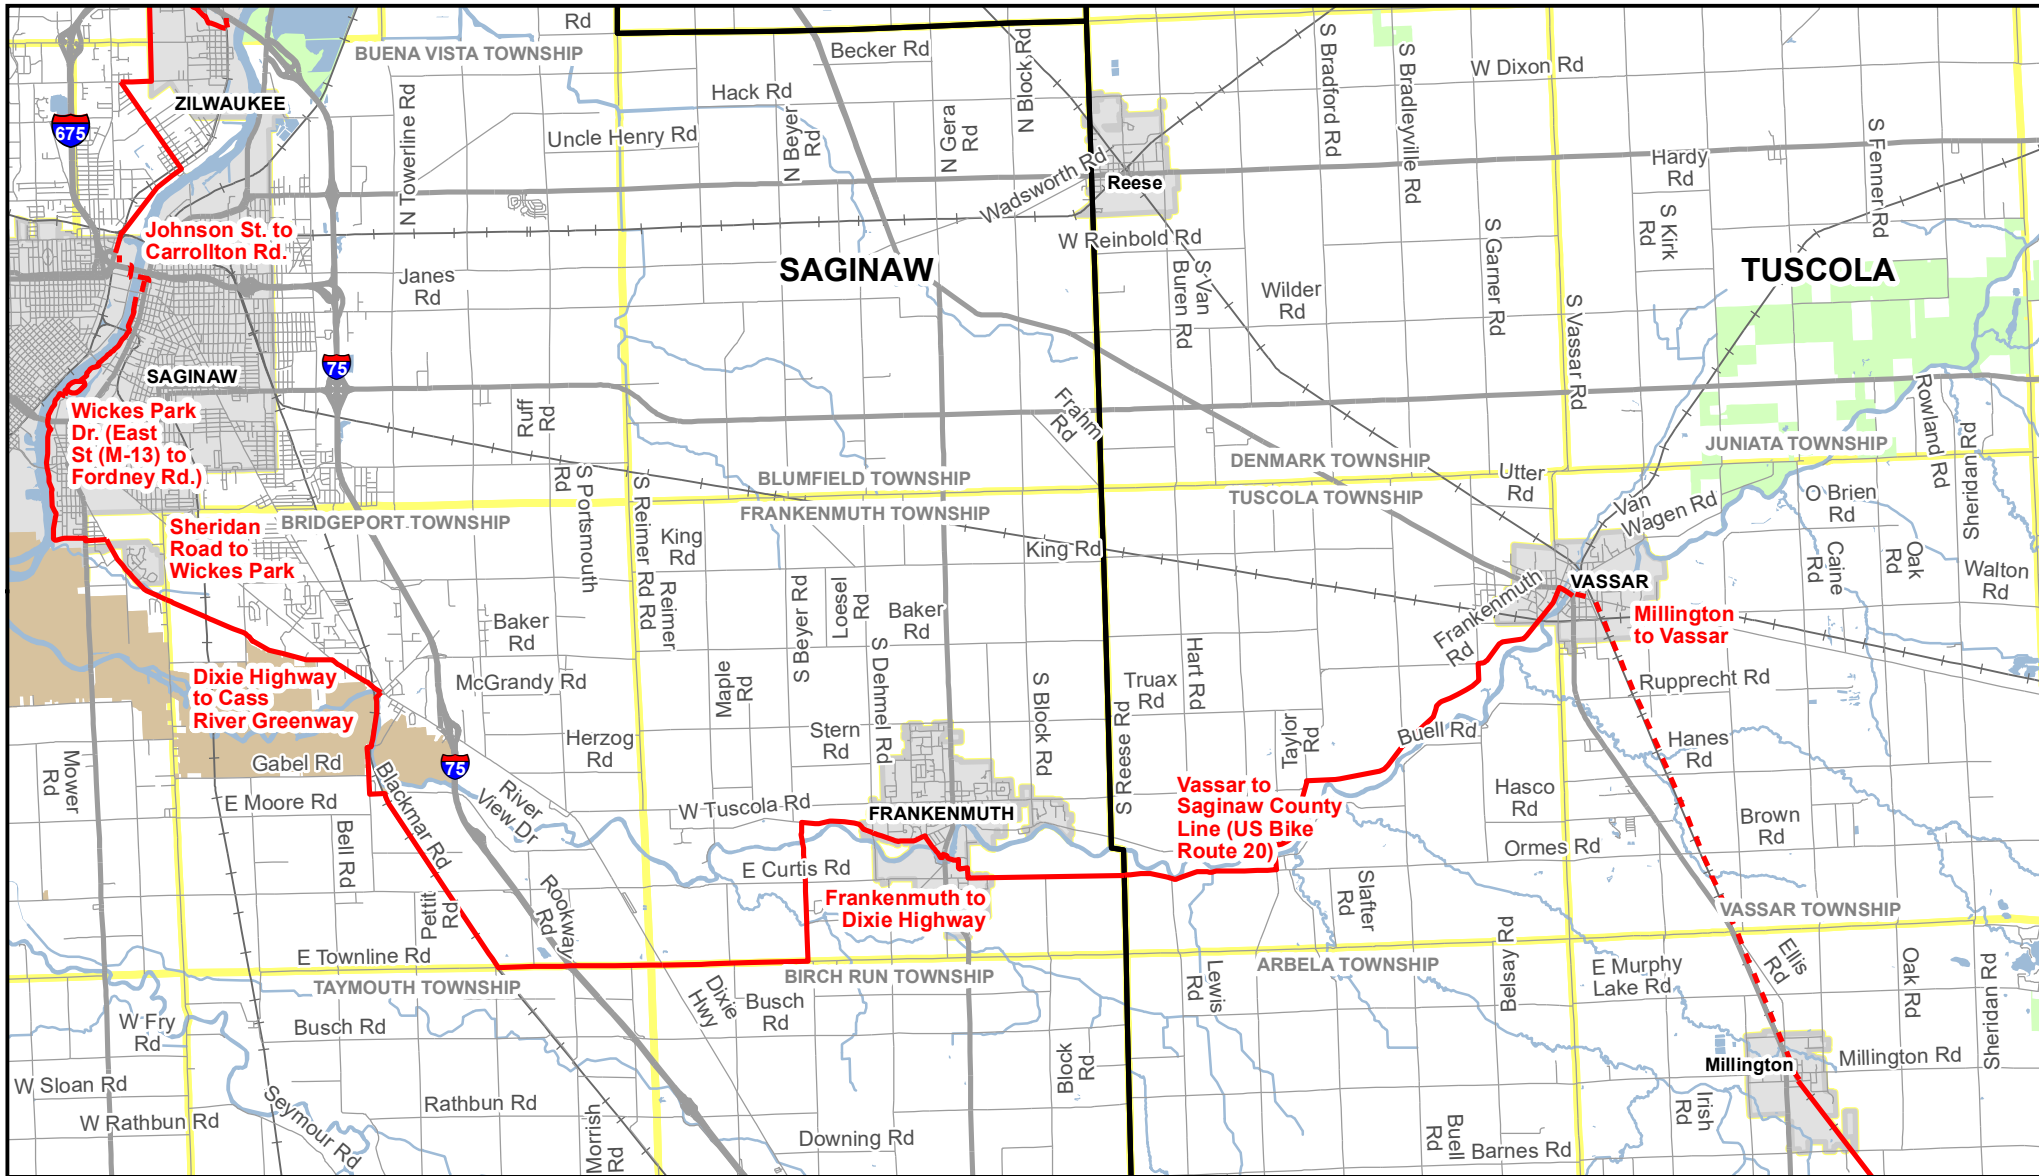 Rd
Becker Rd
BUENA VISTA TOWNSHIP
N Block Rd
S Bradford Rd
S Bradleyville Rd
W Dixon Rd
ZILWAUKEE
675
N Towerline Rd
Hack Rd
Uncle Henry Rd
N Beyer
Rd
N Gera
Rd
Wadsworth Rd
Reese
Hardy
Rd
S Fenner Rd
Johnson St. to
Carrollton Rd.
W Reinbold Rd
S Kirk
Rd
S Garner Rd
Janes
Rd
SAGINAW
S Van
Buren Rd
Wilder
Rd
S Vassar Rd
TUSCOLA
SAGINAW
75
Wickes Park
Dr. (East
St (M-13) to
Fordney Rd.)
Ruff
Rd
Frahm
Rd
Rowland Rd
Sheridan Rd
S Portsmouth
Rd
S Reimer Rd
BLUMFIELD TOWNSHIP
FRANKENMUTH TOWNSHIP
DENMARK TOWNSHIP
TUSCOLA TOWNSHIP
JUNIATA TOWNSHIP
Utter
Rd
Van
Wagen Rd
O Brien
Rd
BRIDGEPORT TOWNSHIP
Sheridan
Road to
Wickes Park
King
Rd
Reimer
Rd
King Rd
VASSAR
Caine
Rd
Oak
Rd
Walton
Rd
Baker
Rd
S Beyer Rd
Loesel
Rd
Baker
Rd
S Dehmel Rd
Frankenmuth
Rd
Millington
to Vassar
Dixie Highway
to Cass
River Greenway
McGrandy Rd
Maple
Rd
Hart Rd
Truax
Rd
Rupprecht Rd
S Block Rd
S Reese Rd
Taylor
Rd
Buell Rd
Hanes
Rd
Herzog
Rd
Stern
Rd
Mower
Rd
Gabel Rd
75
Blackmar Rd
River
View Dr
E Moore Rd
Bell Rd
W Tuscola Rd
FRANKENMUTH
Vassar to
Saginaw County
Line (US Bike
Route 20)
Hasco
Rd
Brown
Rd
Ormes Rd
E Curtis Rd
Frankenmuth to
Dixie Highway
Pettit
Rd
Rookway
Rd
Slafter
Rd
Belsay Rd
VASSAR TOWNSHIP
E Townline Rd
TAYMOUTH TOWNSHIP
BIRCH RUN TOWNSHIP
ARBELA TOWNSHIP
Lewis
Rd
E Murphy
Lake Rd
Ellis
Rd
Oak Rd
Sheridan Rd
W Fry
Rd
Busch Rd
Dixie
Hwy
Busch
Rd
Block
Rd
Millington
Millington Rd
W Sloan Rd
W Rathbun Rd
Seymour Rd
Rathbun Rd
Morrish
Rd
Downing Rd
Buell
Rd
Barnes Rd
Irish
Rd